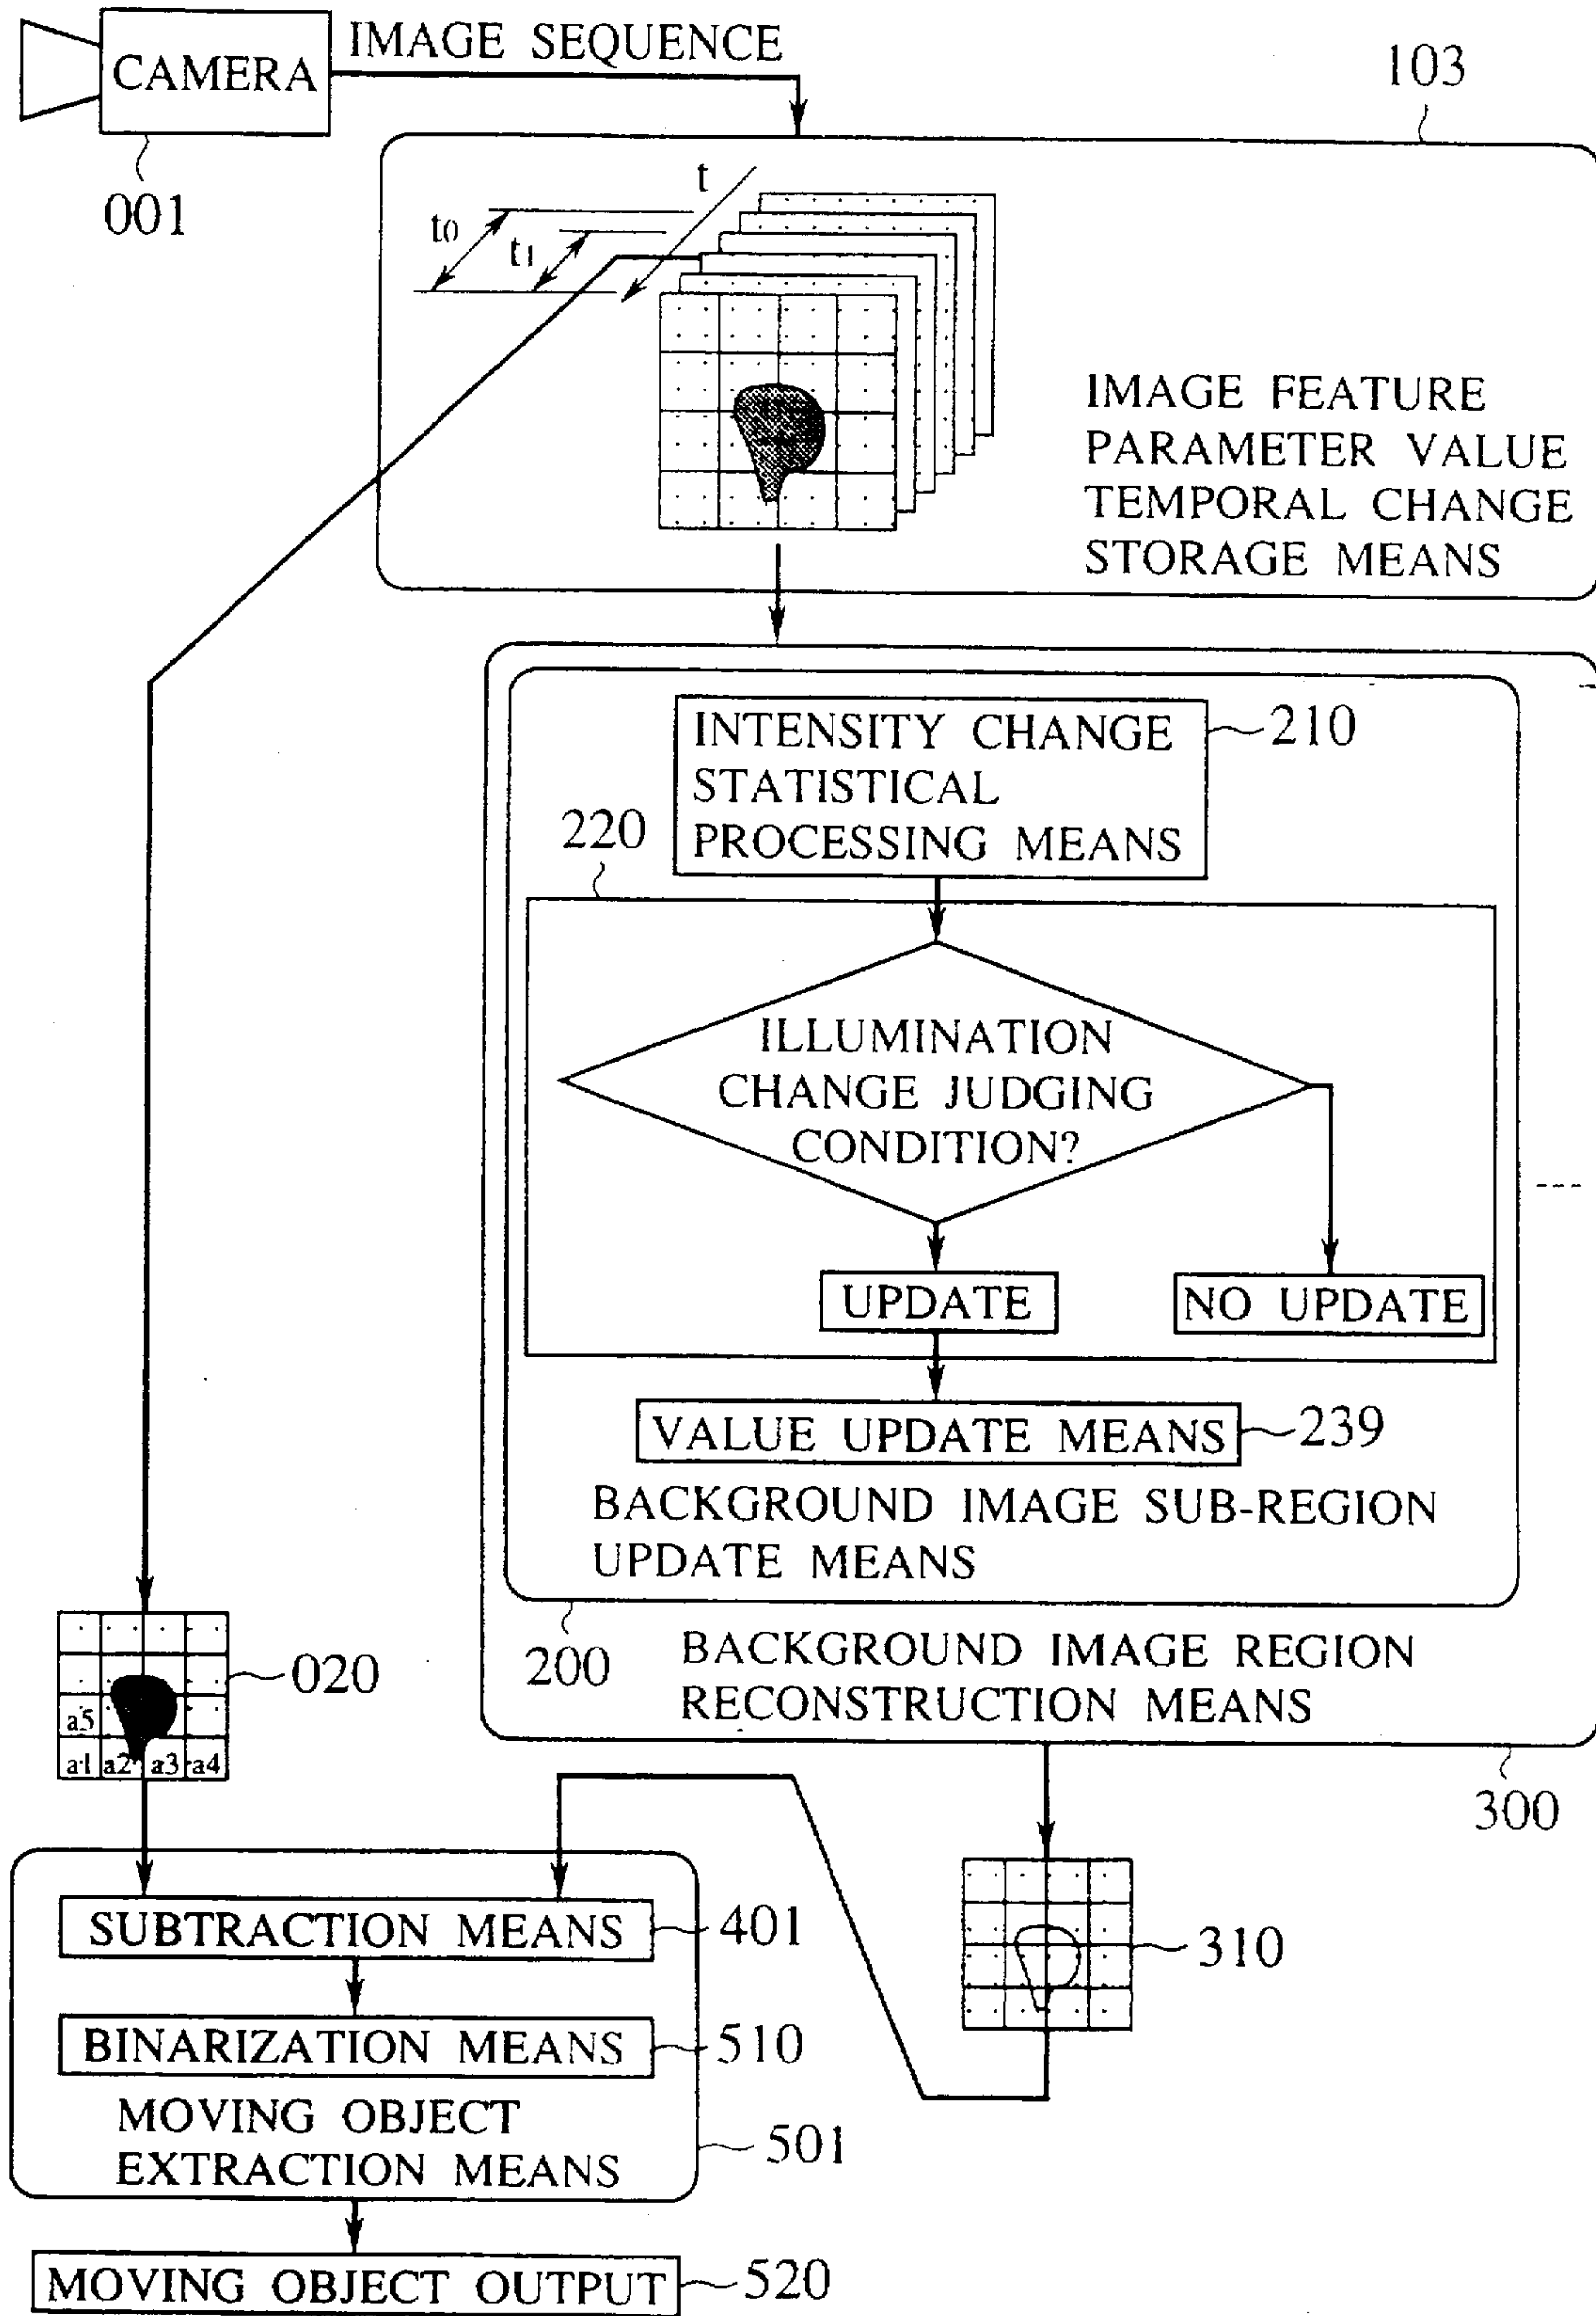 CAMERA
IMAGE SEQUENCE
001
103
t
t0
t1
IMAGE FEATURE
PARAMETER VALUE
TEMPORAL CHANGE
STORAGE MEANS
INTENSITY CHANGE
STATISTICAL
PROCESSING MEANS
210
220
ILLUMINATION
CHANGE JUDGING
CONDITION?
UPDATE
NO UPDATE
VALUE UPDATE MEANS
239
BACKGROUND IMAGE SUB-REGION
UPDATE MEANS
200
BACKGROUND IMAGE REGION
RECONSTRUCTION MEANS
300
020
a5
a1 a2 a3 a4
SUBTRACTION MEANS
401
310
BINARIZATION MEANS
510
MOVING OBJECT
EXTRACTION MEANS
501
MOVING OBJECT OUTPUT
520